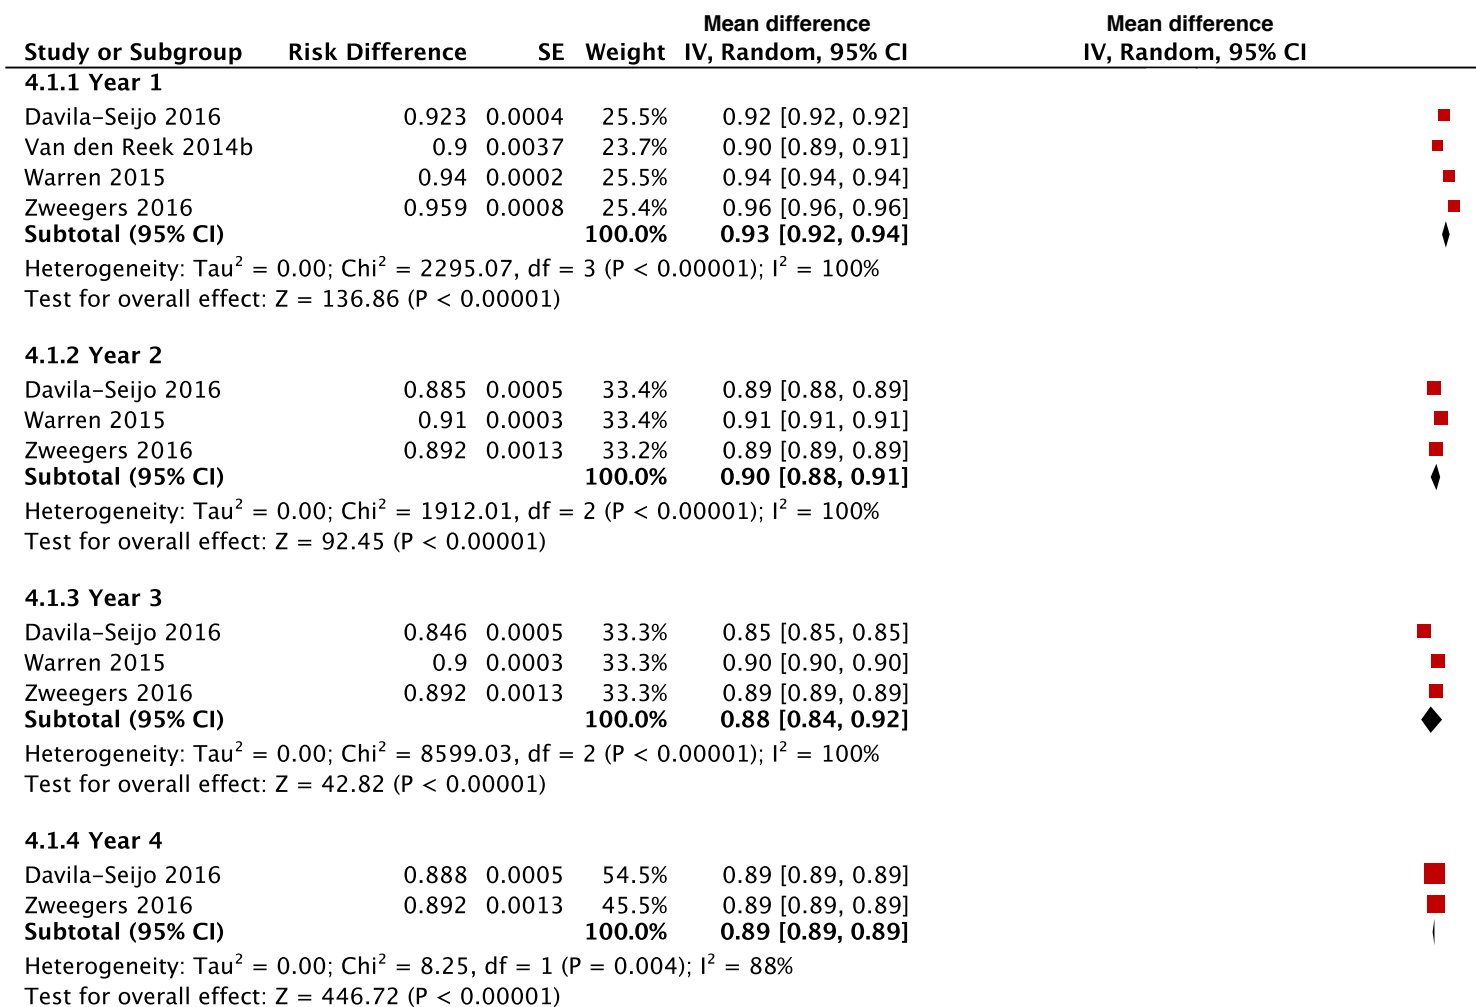 Mean difference Mean difference
Study or Subgroup Risk Difference SE Weight IV, Random, 95% CI IV, Random, 95% CI
4.1.1 Year 1
Davila-Seijo 2016 0.923 0.0004 25.5% 0.92 [0.92, 0.92]
Van den Reek 2014b 0.9 0.0037 23.7% 0.90 [0.89, 0.91]
Warren 2015 0.94 0.0002 25.5% 0.94 [0.94, 0.94]
Zweegers 2016 0.959 0.0008 25.4% 0.96 [0.96, 0.96]
Subtotal (95% CI) 100.0% 0.93 [0.92, 0.94]
Heterogeneity: Tau² = 0.00; Chi² = 2295.07, df = 3 (P < 0.00001); I² = 100%
Test for overall effect: Z = 136.86 (P < 0.00001)
4.1.2 Year 2
Davila-Seijo 2016 0.885 0.0005 33.4% 0.89 [0.88, 0.89]
Warren 2015 0.91 0.0003 33.4% 0.91 [0.91, 0.91]
Zweegers 2016 0.892 0.0013 33.2% 0.89 [0.89, 0.89]
Subtotal (95% CI) 100.0% 0.90 [0.88, 0.91]
Heterogeneity: Tau² = 0.00; Chi² = 1912.01, df = 2 (P < 0.00001); I² = 100%
Test for overall effect: Z = 92.45 (P < 0.00001)
4.1.3 Year 3
Davila-Seijo 2016 0.846 0.0005 33.3% 0.85 [0.85, 0.85]
Warren 2015 0.9 0.0003 33.3% 0.90 [0.90, 0.90]
Zweegers 2016 0.892 0.0013 33.3% 0.89 [0.89, 0.89]
Subtotal (95% CI) 100.0% 0.88 [0.84, 0.92]
Heterogeneity: Tau² = 0.00; Chi² = 8599.03, df = 2 (P < 0.00001); I² = 100%
Test for overall effect: Z = 42.82 (P < 0.00001)
4.1.4 Year 4
Davila-Seijo 2016 0.888 0.0005 54.5% 0.89 [0.89, 0.89]
Zweegers 2016 0.892 0.0013 45.5% 0.89 [0.89, 0.89]
Subtotal (95% CI) 100.0% 0.89 [0.89, 0.89]
Heterogeneity: Tau² = 0.00; Chi² = 8.25, df = 1 (P = 0.004); I² = 88%
Test for overall effect: Z = 446.72 (P < 0.00001)